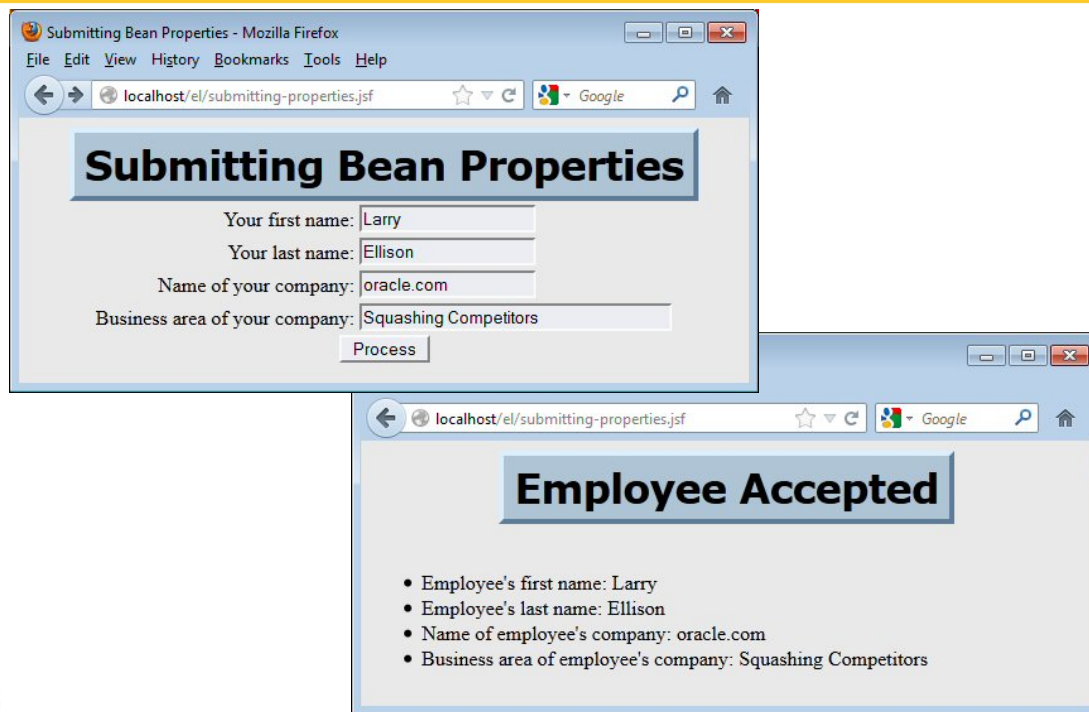 Submitting Bean Properties - Mozilla Firefox
File Edit View History Bookmarks Tools Help
localhost/el/submitting-properties.jsf Google
Submitting Bean Properties
Your first name: Larry
Your last name: Ellison
Name of your company: oracle.com
Business area of your company: Squashing Competitors
Process
localhost/el/submitting-properties.jsf Google
Employee Accepted
• Employee's first name: Larry
• Employee's last name: Ellison
• Name of employee's company: oracle.com
• Business area of employee's company: Squashing Competitors